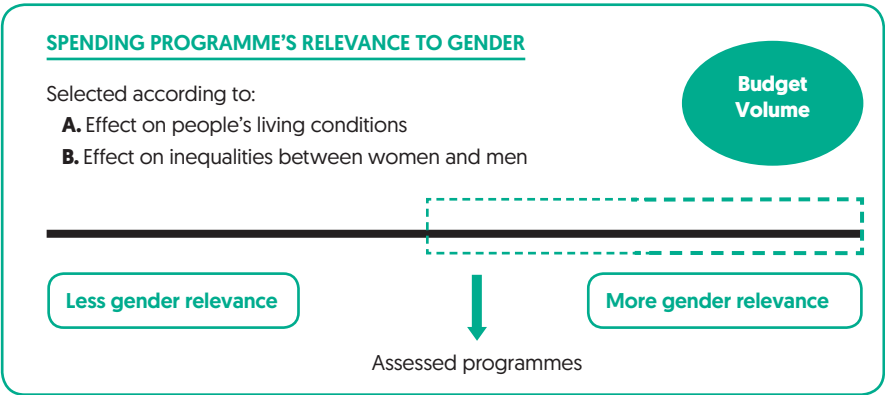 SPENDING PROGRAMME’S RELEVANCE TO GENDER
Selected according to:
A. Effect on people’s living conditions
B. Effect on inequalities between women and men
Budget
Volume
Less gender relevance
More gender relevance
Assessed programmes